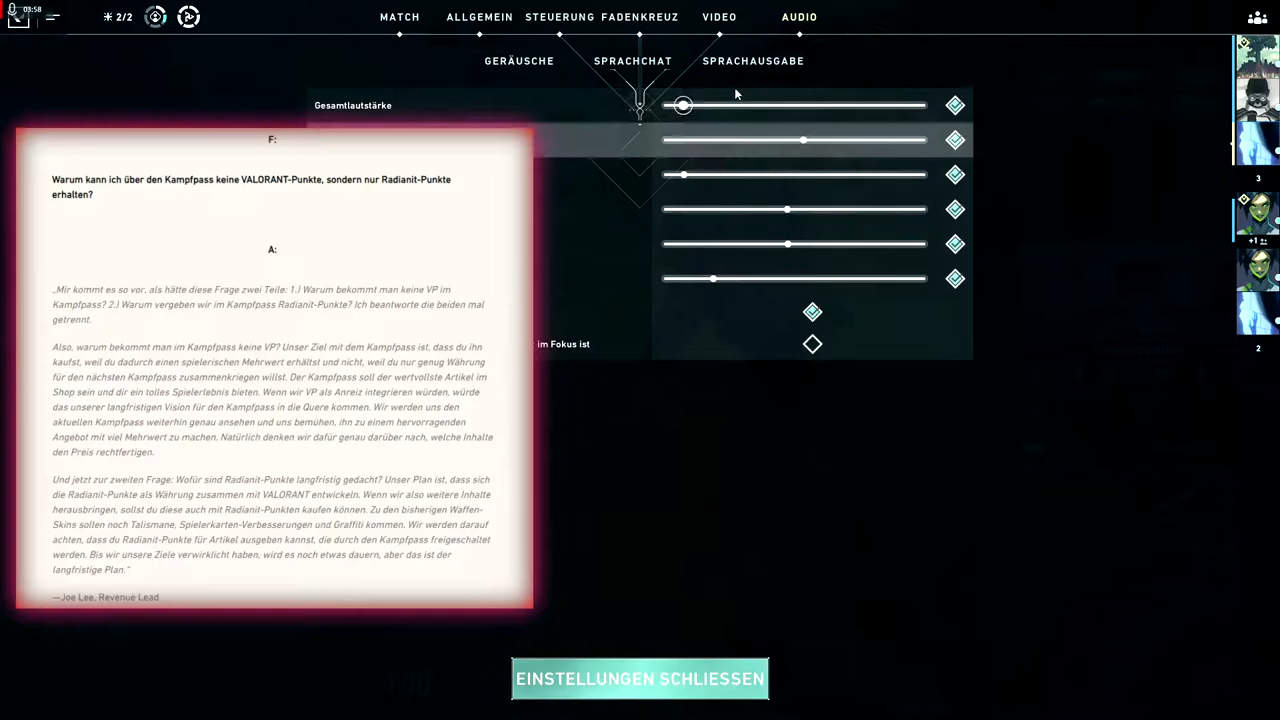 03:58
2/2
MATCH
ALLGEMEIN
STEUERUNG
FADENKREUZ
VIDEO
AUDIO
GERÄUSCHE
SPRACHCHAT
SPRACHAUSGABE
Gesamtlautstärke
F:
Warum kann ich über den Kampfpass keine VALORANT-Punkte, sondern nur Radianit-Punkte
erhalten?
A:
„Mir kommt es so vor, als hätte diese Frage zwei Teile: 1.) Warum bekommt man keine VP im
Kampfpass? 2.) Warum vergeben wir im Kampfpass Radianit-Punkte? Ich beantworte die beiden mal
getrennt.
Also, warum bekommt man im Kampfpass keine VP? Unser Ziel mit dem Kampfpass ist, dass du ihn
kaufst, weil du dadurch einen spielerischen Mehrwert erhältst und nicht, weil du nur genug Währung
für den nächsten Kampfpass zusammenkriegen willst. Der Kampfpass soll der wertvollste Artikel im
Shop sein und dir ein tolles Spielerlebnis bieten. Wenn wir VP als Anreiz integrieren würden, würde
das unserer langfristigen Vision für den Kampfpass in die Quere kommen. Wir werden uns den
aktuellen Kampfpass weiterhin genau ansehen und uns bemühen, ihn zu einem hervorragenden
Angebot mit viel Mehrwert zu machen. Natürlich denken wir dafür genau darüber nach, welche Inhalte
den Preis rechtfertigen.
Und jetzt zur zweiten Frage: Wofür sind Radianit-Punkte langfristig gedacht? Unser Plan ist, dass sich
die Radianit-Punkte als Währung zusammen mit VALORANT entwickeln. Wenn wir also weitere Inhalte
herausbringen, sollst du diese auch mit Radianit-Punkten kaufen können. Zu den bisherigen Waffen-
Skins sollen noch Talismane, Spielerkarten-Verbesserungen und Graffiti kommen. Wir werden darauf
achten, dass du Radianit-Punkte für Artikel ausgeben kannst, die durch den Kampfpass freigeschaltet
werden. Bis wir unsere Ziele verwirklicht haben, wird es noch etwas dauern, aber das ist der
langfristige Plan."
—Joe Lee, Revenue Lead
im Fokus ist
3
+1
2
EINSTELLUNGEN SCHLIESSEN